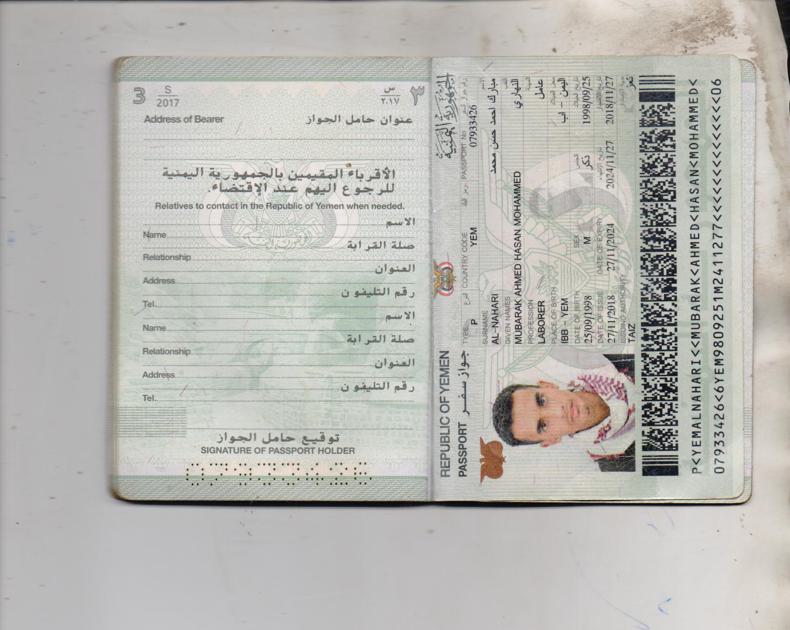 3
S
2017
س
٢٠١٧
٣
Address of Bearer
عنوان حامل الجواز
الأقرباء المقيمين بالجمهورية اليمنية
للرجوع اليهم عند الإقتضاء.
Relatives to contact in the Republic of Yemen when needed.
Name الاسم
Relationship صلة القرابة
Address العنوان
Tel. رقم التليفون
Name الاسم
Relationship صلة القرابة
Address العنوان
Tel. رقم التليفون
توقيع حامل الجواز
SIGNATURE OF PASSPORT HOLDER
REPUBLIC OF YEMEN الجمهورية اليمنية
PASSPORT جواز سفر TYPE النوع COUNTRY CODE رمز البلد PASSPORT No رقم جواز السفر
P YEM 07933426
SURNAME الاسم
AL-NAHARI مبارك احمد حسن محمد
GIVEN NAMES اللقب
MUBARAK AHMED HASAN MOHAMMED النهاري
PROFESSION المهنة
LABORER عامل
PLACE OF BIRTH محل الميلاد
IBB - YEM اليمن - اب
DATE OF BIRTH SEX الجنس تاريخ الميلاد
25/09/1998 M ذكر 1998/09/25
DATE OF ISSUE DATE OF EXPIRY تاريخ الانتهاء تاريخ الاصدار
27/11/2018 27/11/2024 2024/11/27 2018/11/27
ISSUING AUTHORITY
TAIZ تعز
P<YEMALNAHARI<<MUBARAK<AHMED<HASAN<MOHAMMED<
07933426<6YEM9809251M2411277<<<<<<<<<<<<<<06